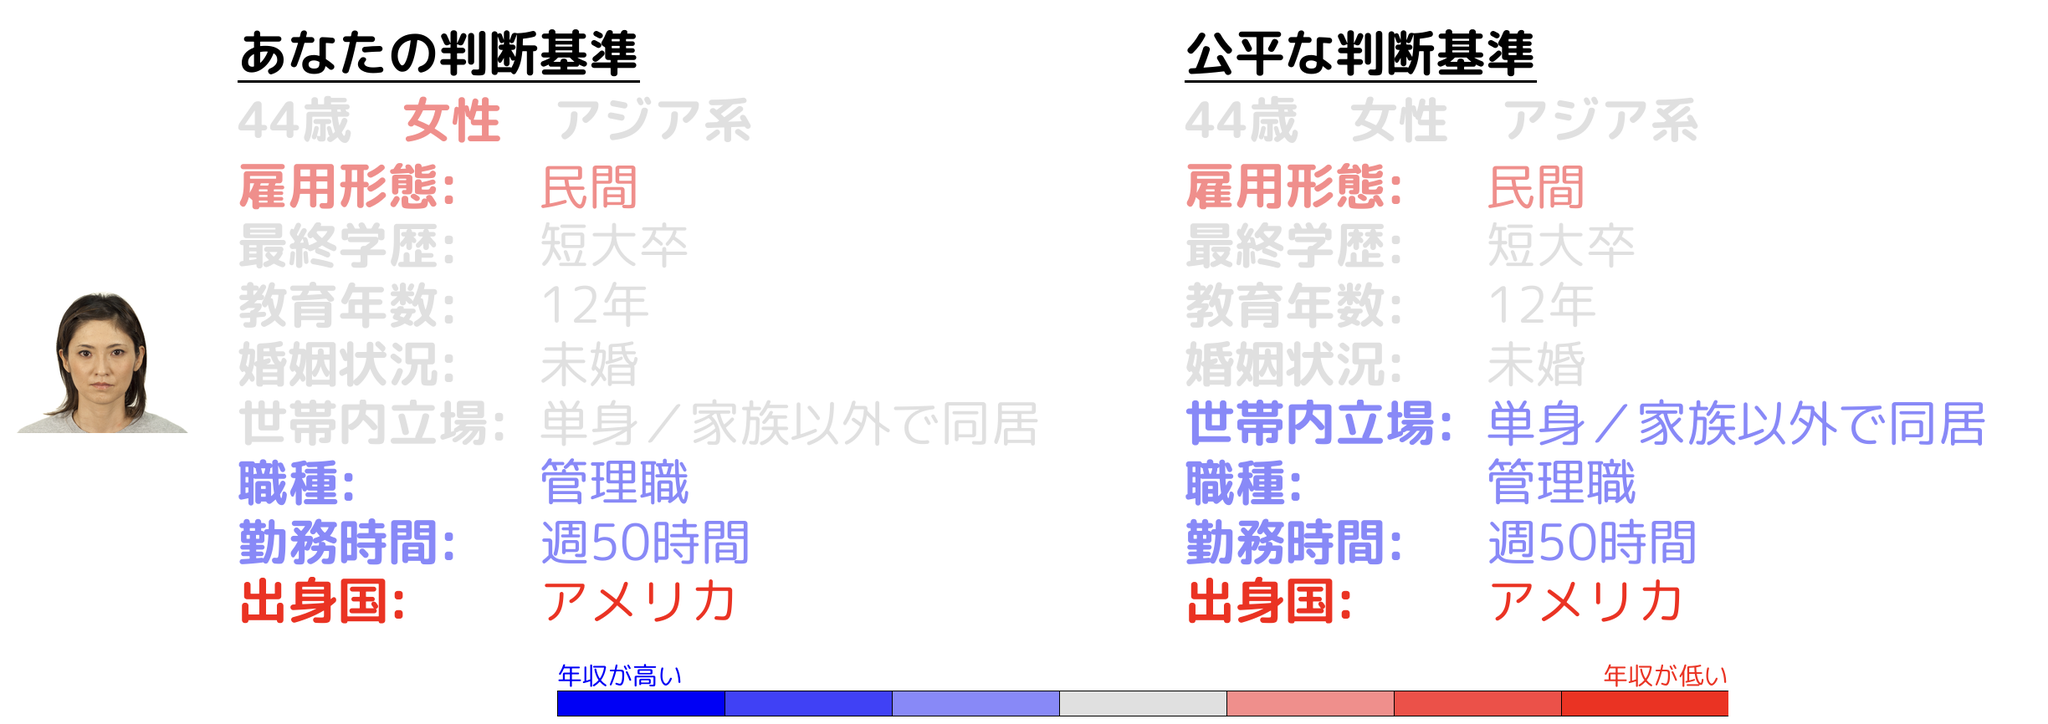 あなたの判断基準
44歳 女性 アジア系
雇用形態: 民間
最終学歴: 短大卒
教育年数: 12年
婚姻状況: 未婚
世帯内立場: 単身／家族以外で同居
職種: 管理職
勤務時間: 週50時間
出身国: アメリカ
公平な判断基準
44歳 女性 アジア系
雇用形態: 民間
最終学歴: 短大卒
教育年数: 12年
婚姻状況: 未婚
世帯内立場: 単身／家族以外で同居
職種: 管理職
勤務時間: 週50時間
出身国: アメリカ
年収が高い 年収が低い